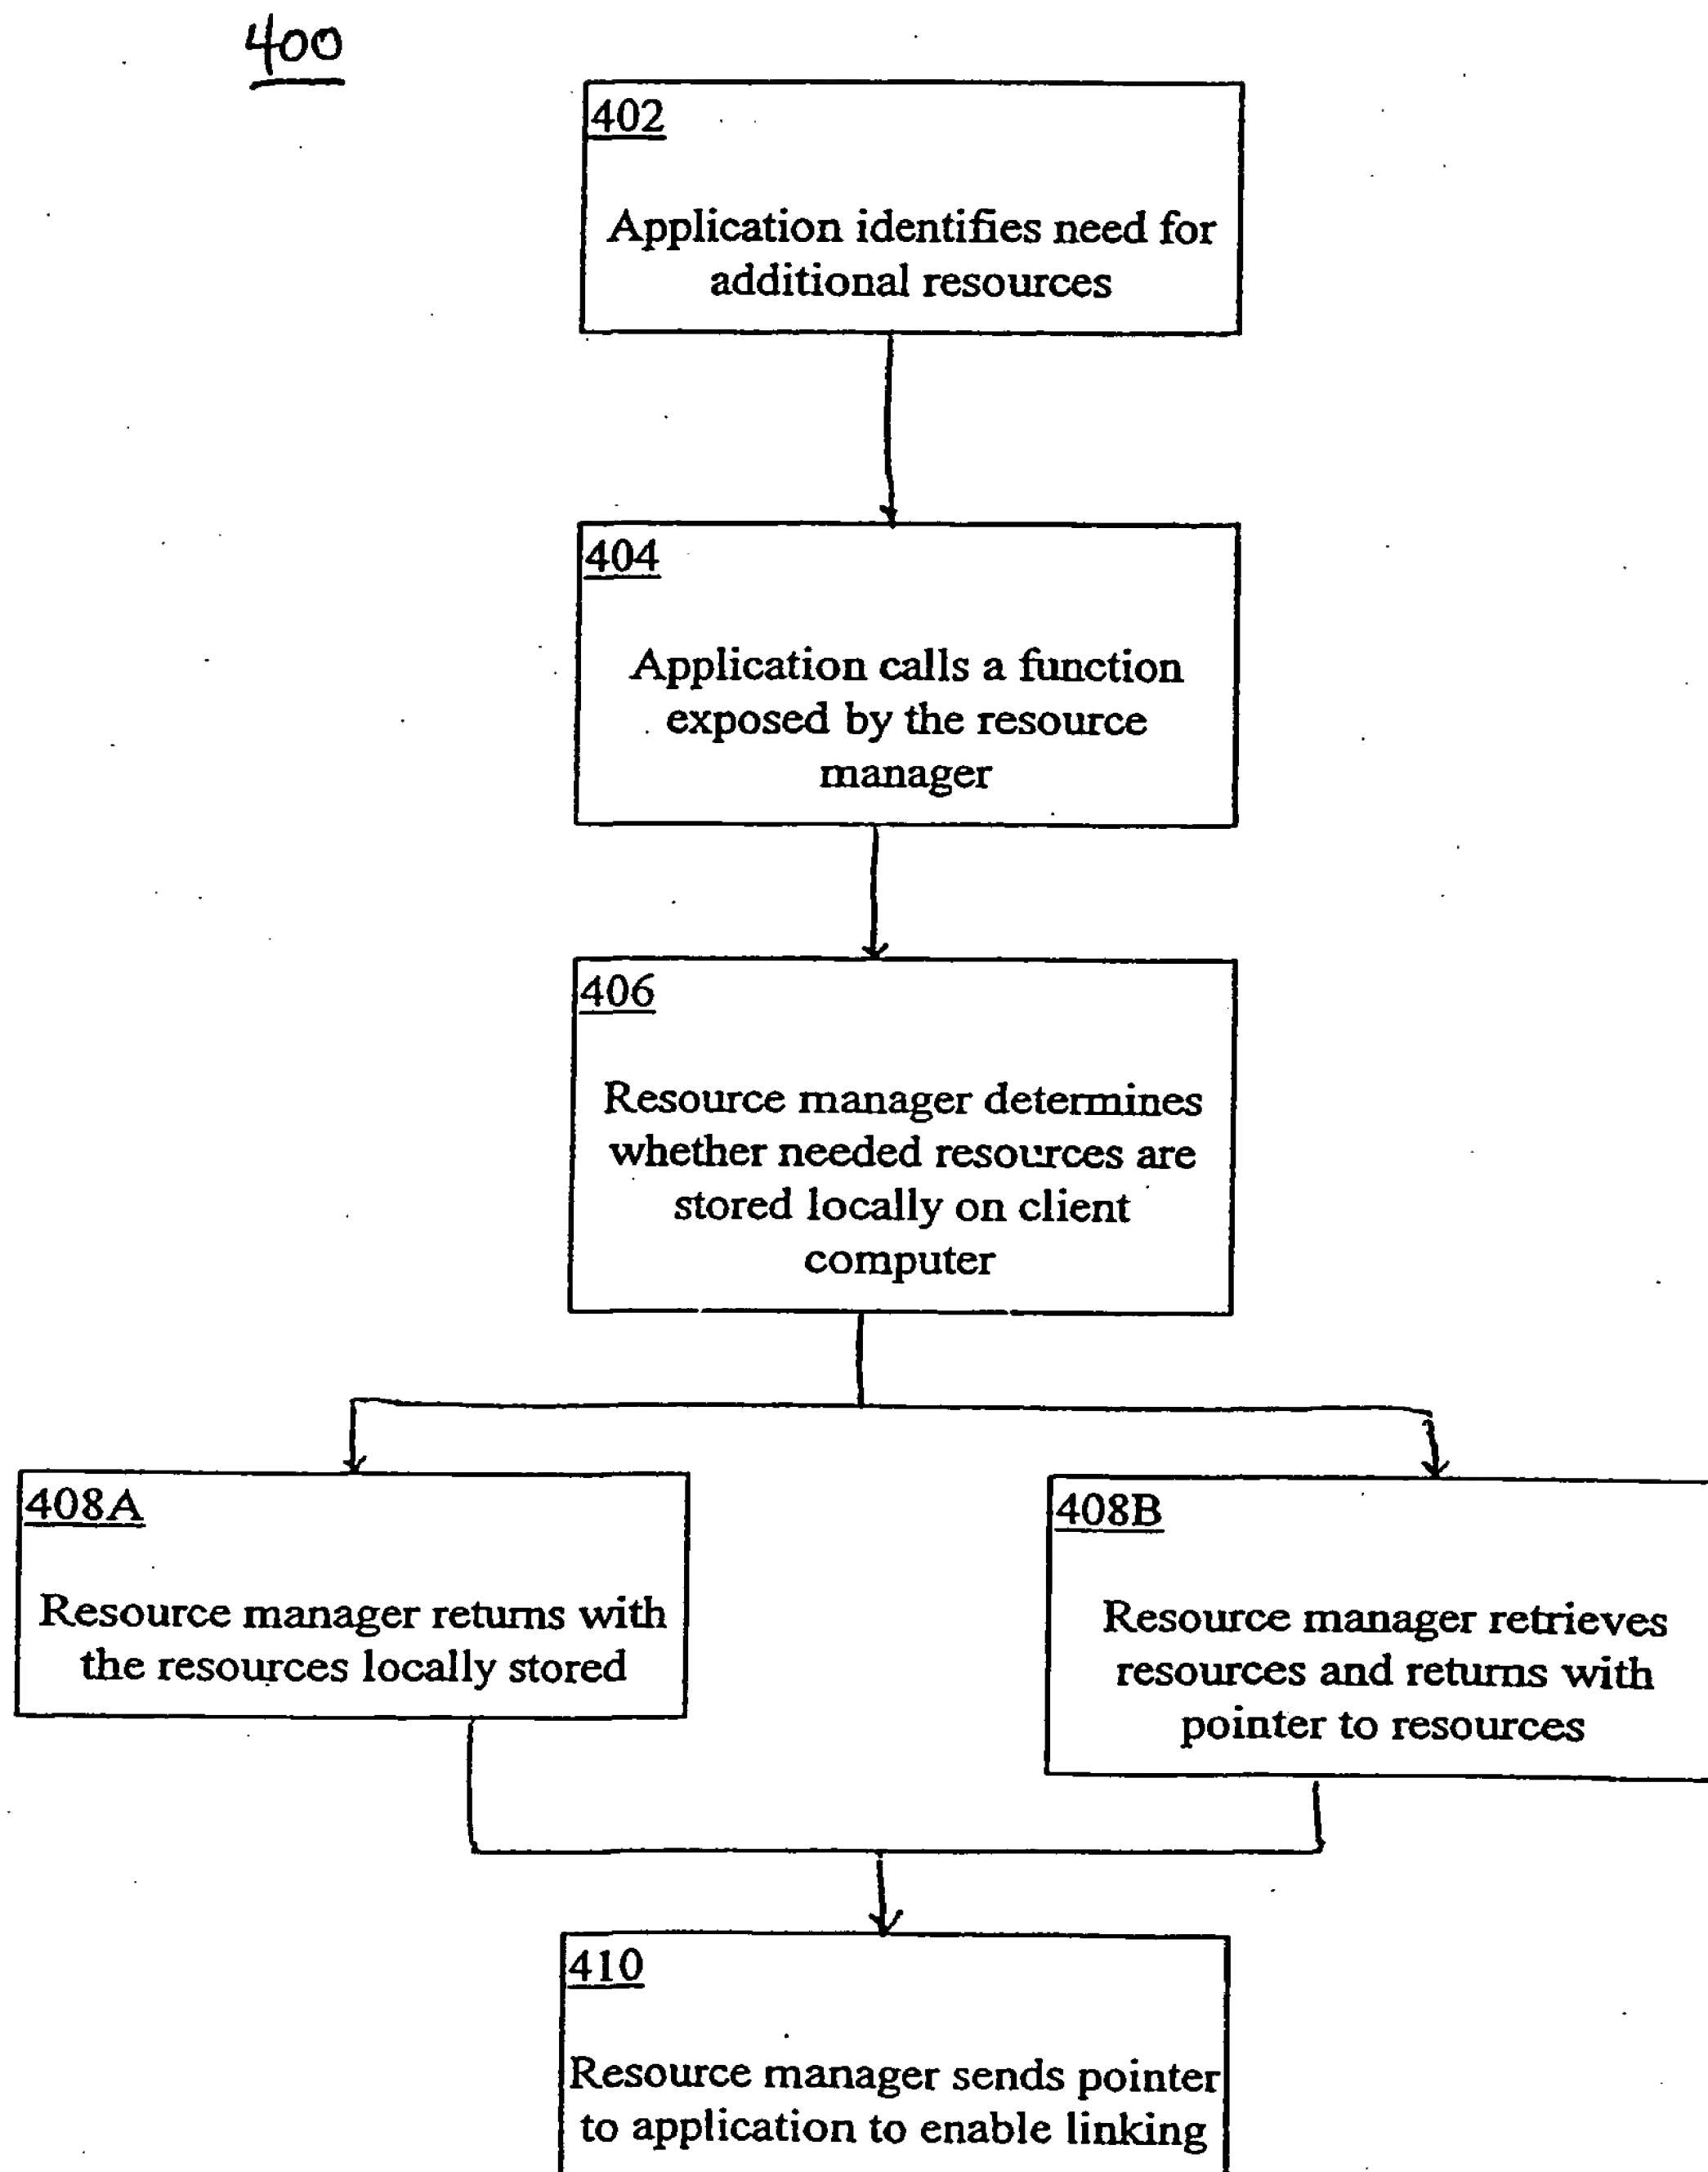 400
402
Application identifies need for
additional resources
404
Application calls a function
exposed by the resource
manager
406
Resource manager determines
whether needed resources are
stored locally on client
computer
408A
Resource manager returns with
the resources locally stored
408B
Resource manager retrieves
resources and returns with
pointer to resources
410
Resource manager sends pointer
to application to enable linking